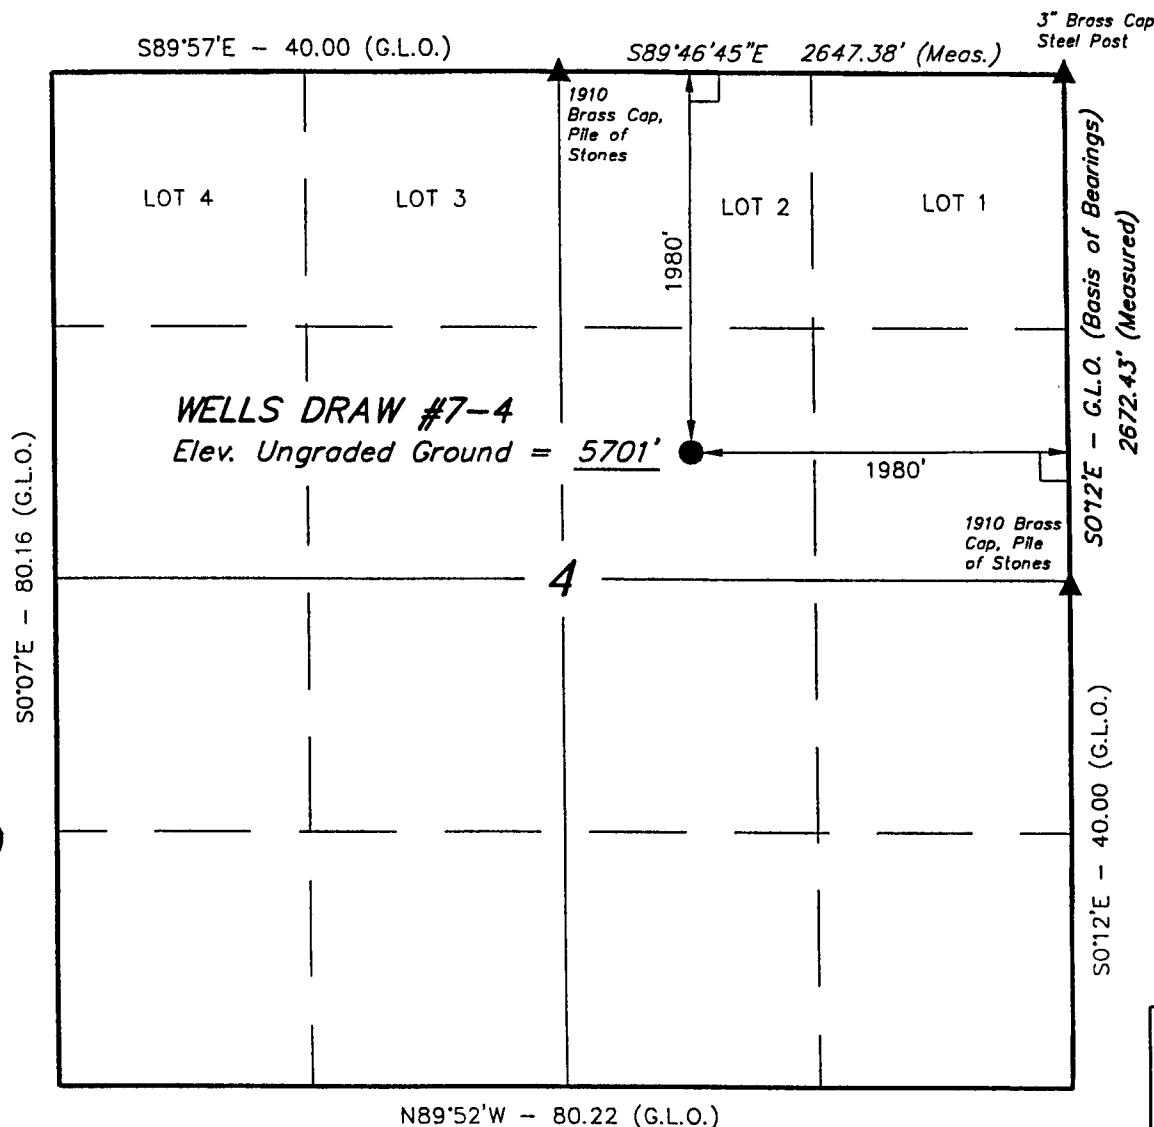 3" Brass Cap
Steel Post
S89°57'E - 40.00 (G.L.O.)
S89°46'45"E 2647.38' (Meas.)
1910
Brass Cap,
Pile of
Stones
LOT 4
LOT 3
LOT 2
LOT 1
1980'
S0°12'E - G.L.O. (Basis of Bearings)
2672.43' (Measured)
WELLS DRAW #7-4
Elev. Ungraded Ground = 5701'
1980'
S0°07'E - 80.16 (G.L.O.)
1910 Brass
Cap, Pile
of Stones
4
S0°12'E - 40.00 (G.L.O.)
N89°52'W - 80.22 (G.L.O.)